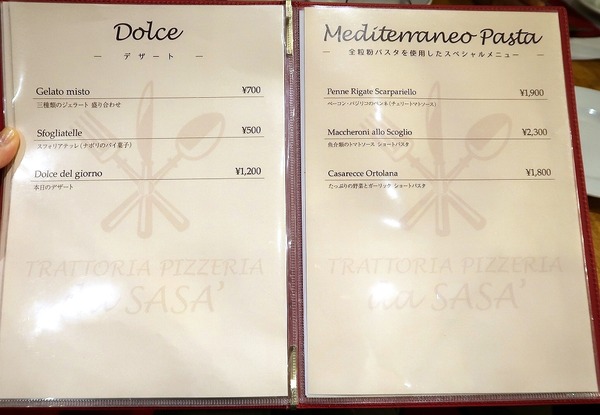 Dolce
— デザート —
Gelato misto ¥700
三種類のジェラート 盛り合わせ
Sfogliatelle ¥500
スフォリアテッレ（ナポリのパイ菓子）
Dolce del giorno ¥1,200
本日のデザート
TRATTORIA PIZZERIA
da SASA'
Mediterraneo Pasta
— 全粒粉パスタを使用したスペシャルメニュー —
Penne Rigate Scarpariello ¥1,900
ベーコン・バジリコのペンネ（チェリートマトソース）
Maccheroni allo Scoglio ¥2,300
魚介類のトマトソース ショートパスタ
Casarecce Ortolana ¥1,800
たっぷりの野菜とガーリック ショートパスタ
TRATTORIA PIZZERIA
da SASA'